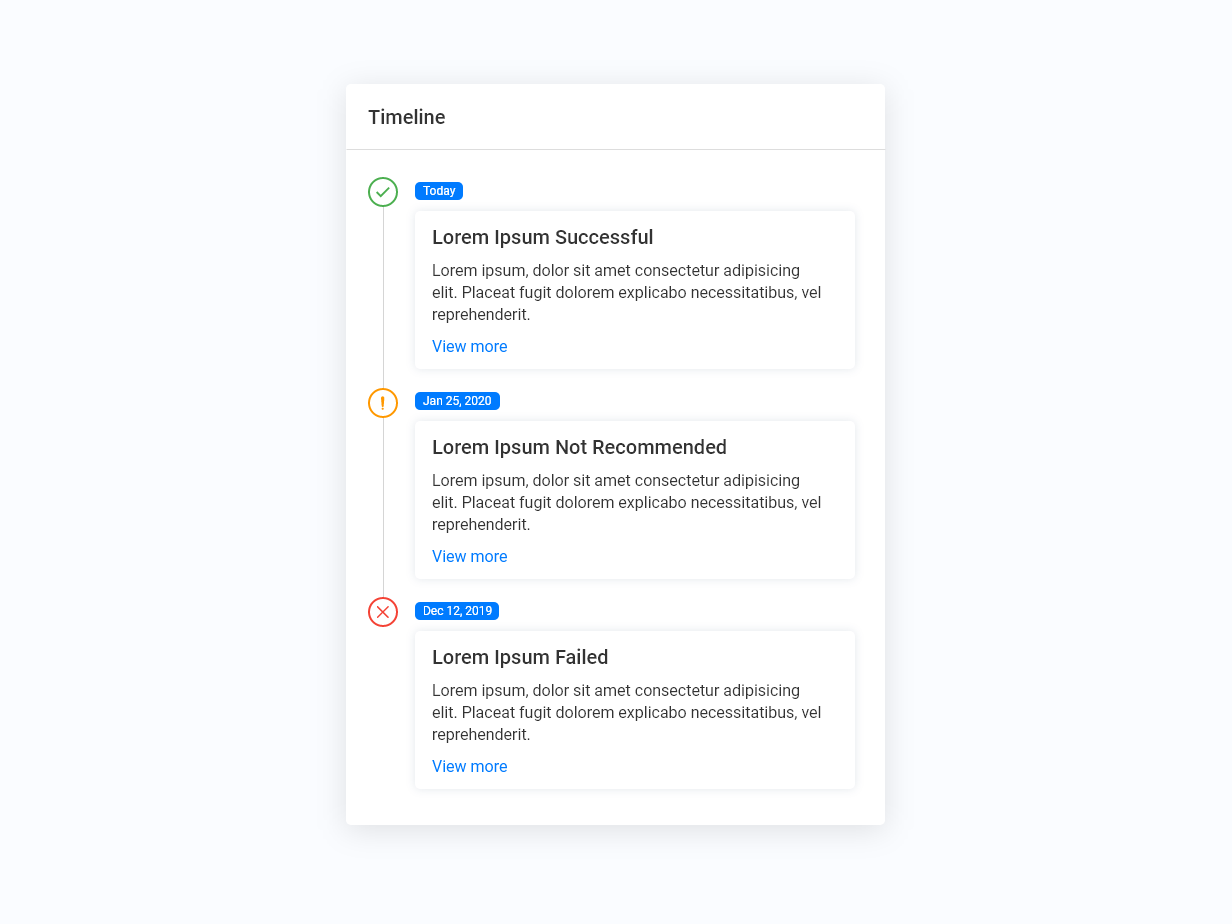 Timeline
Today
Lorem Ipsum Successful
Lorem ipsum, dolor sit amet consectetur adipisicing
elit. Placeat fugit dolorem explicabo necessitatibus, vel
reprehenderit.
View more
Jan 25, 2020
Lorem Ipsum Not Recommended
Lorem ipsum, dolor sit amet consectetur adipisicing
elit. Placeat fugit dolorem explicabo necessitatibus, vel
reprehenderit.
View more
Dec 12, 2019
Lorem Ipsum Failed
Lorem ipsum, dolor sit amet consectetur adipisicing
elit. Placeat fugit dolorem explicabo necessitatibus, vel
reprehenderit.
View more